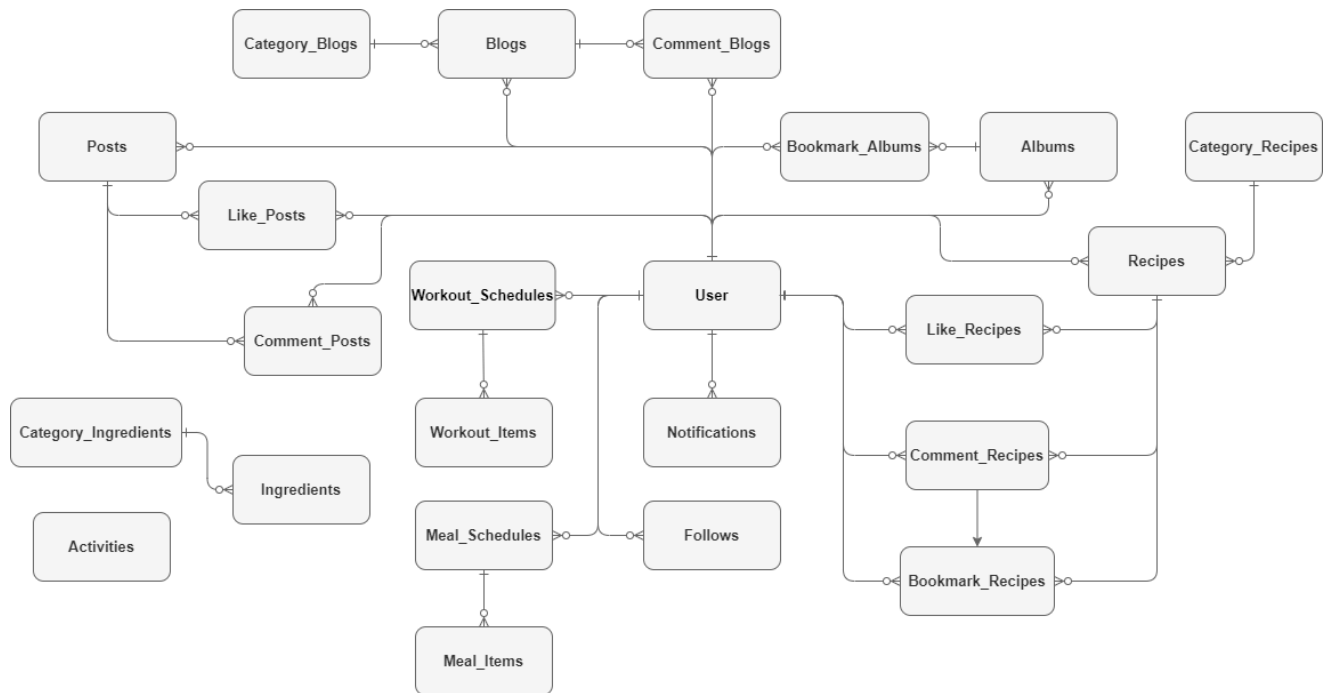 Category_Blogs
Blogs
Comment_Blogs
Posts
Bookmark_Albums
Albums
Category_Recipes
Like_Posts
Recipes
Workout_Schedules
User
Comment_Posts
Like_Recipes
Category_Ingredients
Workout_Items
Notifications
Comment_Recipes
Ingredients
Activities
Meal_Schedules
Follows
Bookmark_Recipes
Meal_Items